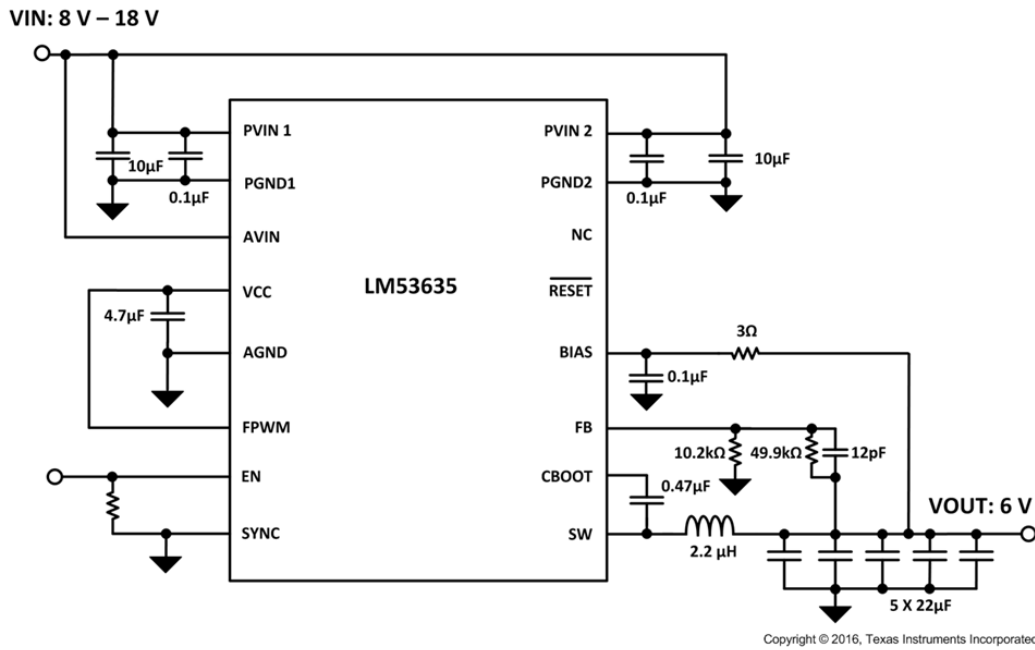 VIN: 8 V – 18 V
PVIN 1
PVIN 2
10µF
0.1µF
PGND1
PGND2
0.1µF
10µF
AVIN
NC
LM53635
VCC
RESET
4.7µF
AGND
BIAS
3Ω
0.1µF
FPWM
FB
10.2kΩ
49.9kΩ
12pF
EN
CBOOT
0.47µF
VOUT: 6 V
SYNC
SW
2.2 µH
5 X 22µF
Copyright © 2016, Texas Instruments Incorporated